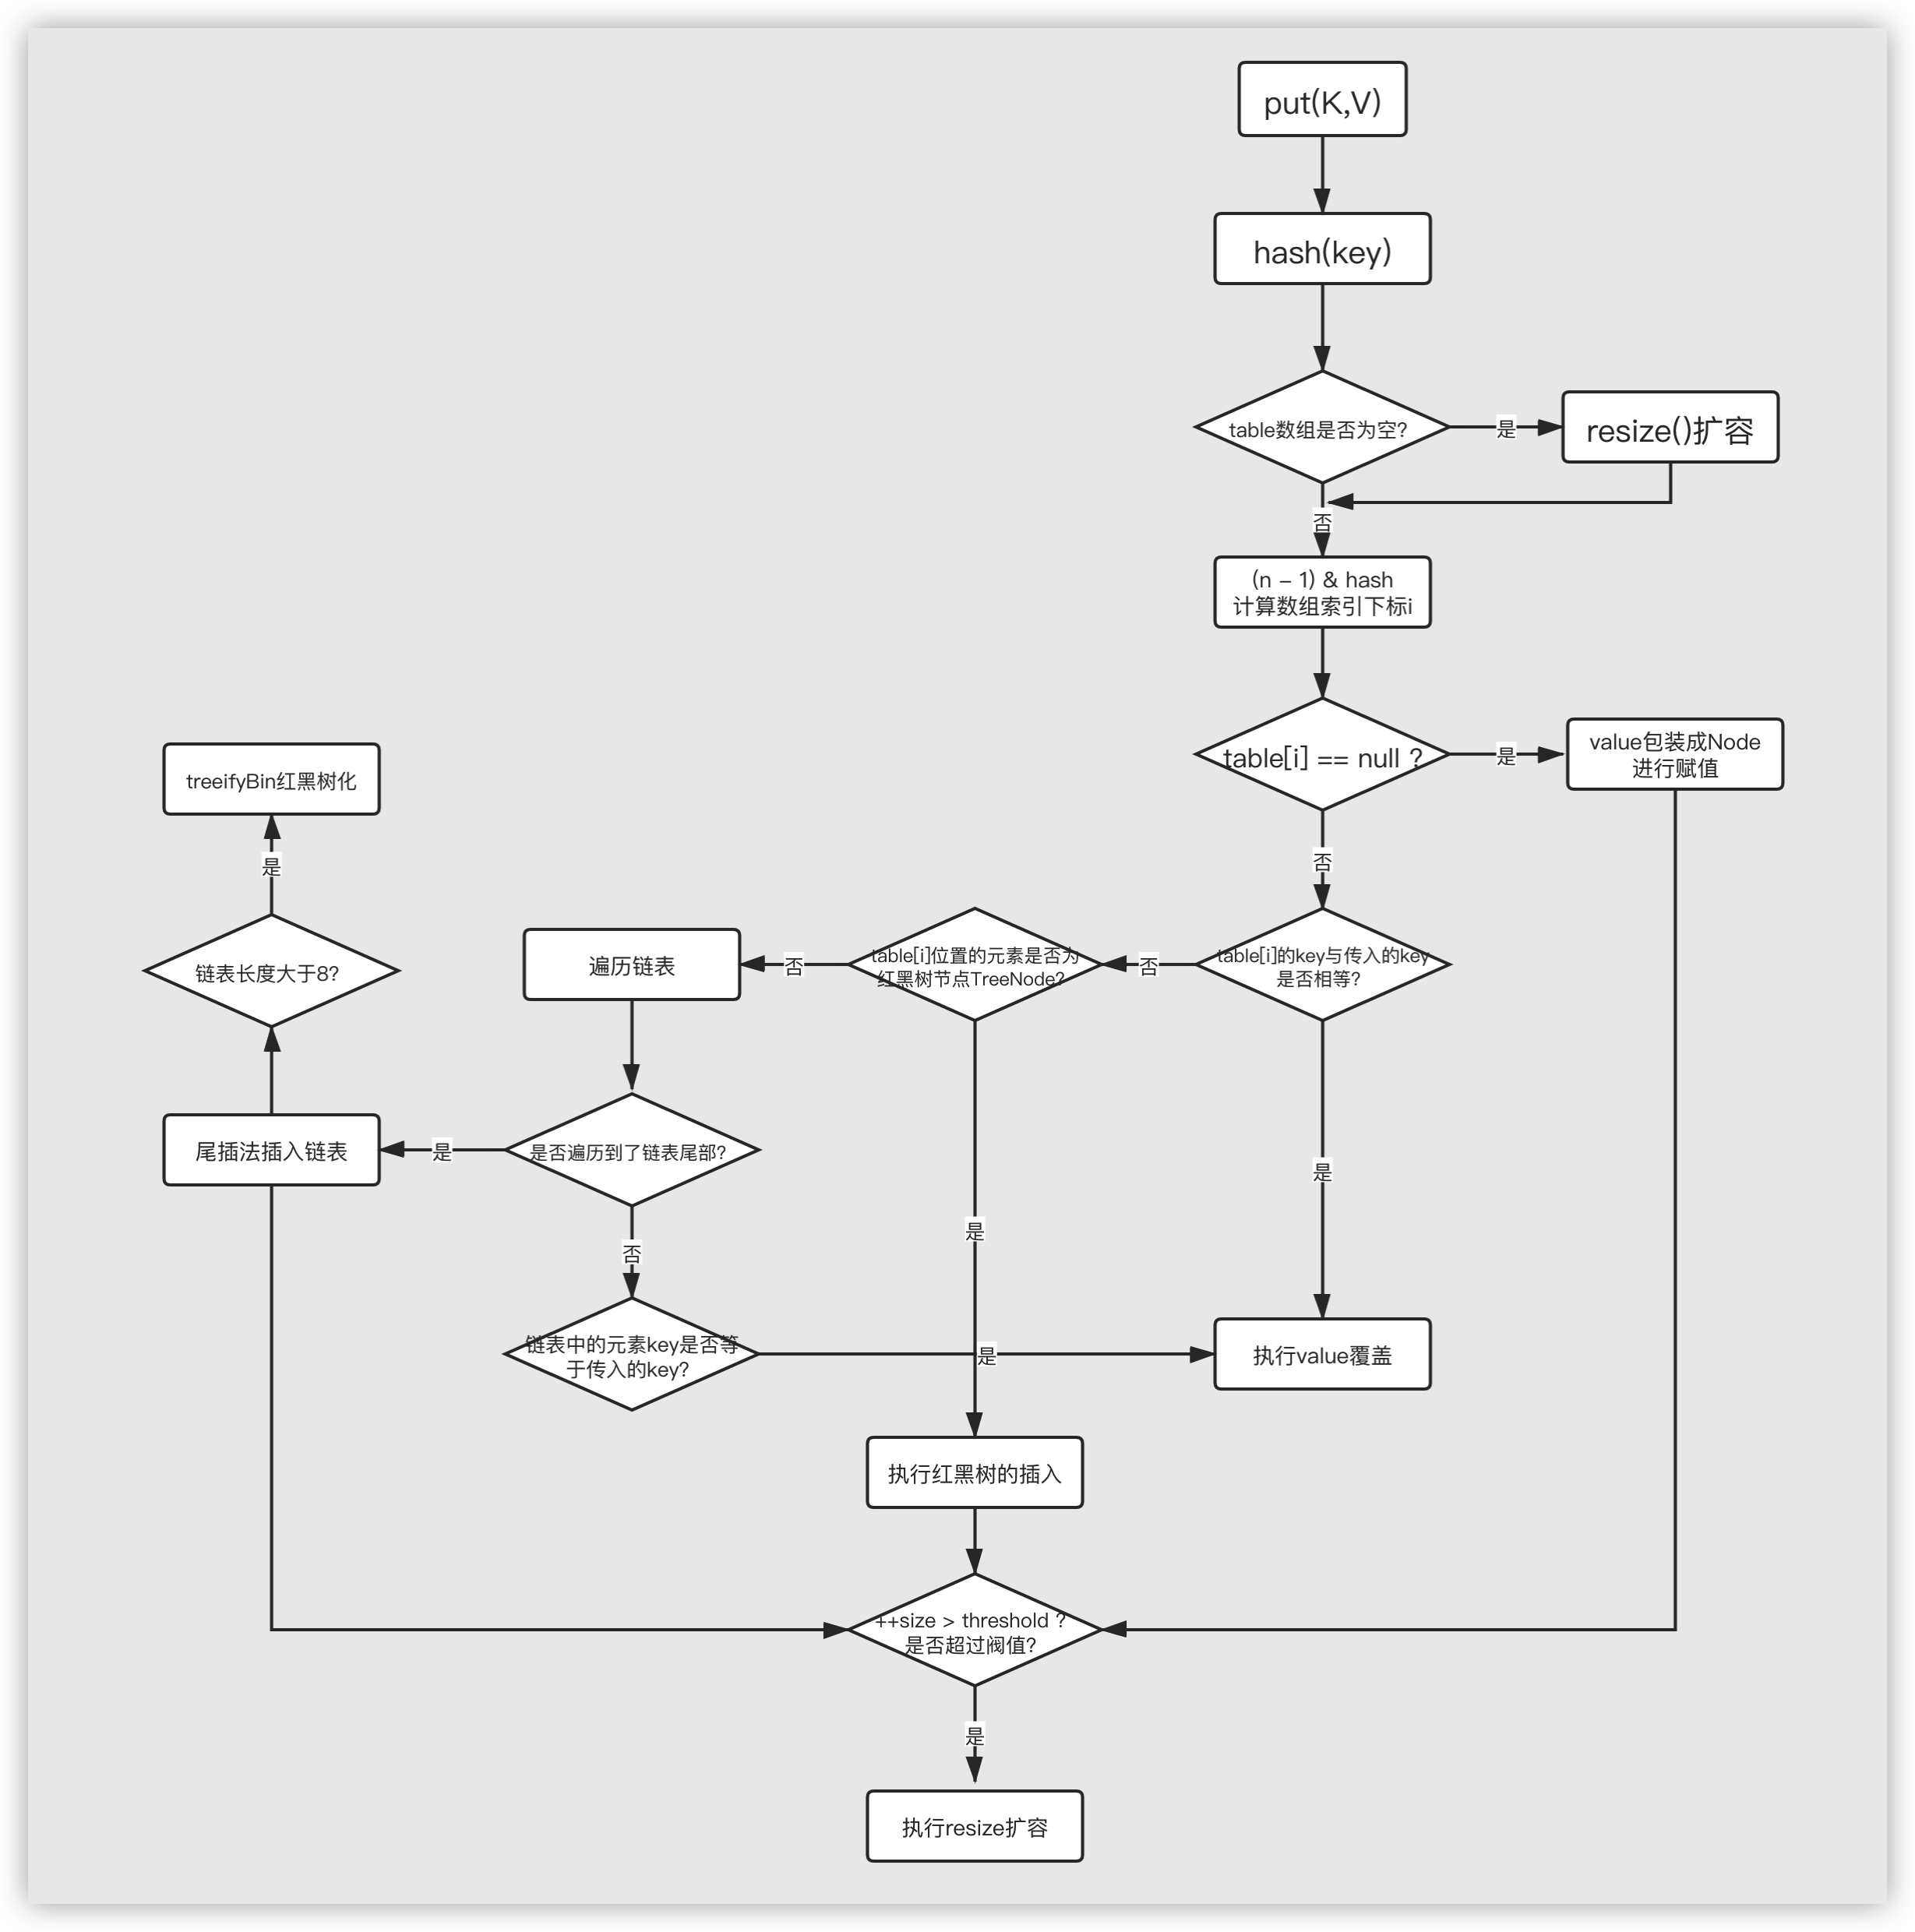 put(K,V)
hash(key)
table数组是否为空?
是
resize()扩容
否
(n – 1) & hash
计算数组索引下标i
table[i] == null ?
是
value包装成Node
进行赋值
treeifyBin红黑树化
是
否
链表长度大于8?
遍历链表
否
table[i]位置的元素是否为
红黑树节点TreeNode?
否
table[i]的key与传入的key
是否相等?
尾插法插入链表
是
是否遍历到了链表尾部?
是
是
否
链表中的元素key是否等
于传入的key?
是
执行value覆盖
执行红黑树的插入
++size > threshold ?
是否超过阀值?
是
执行resize扩容